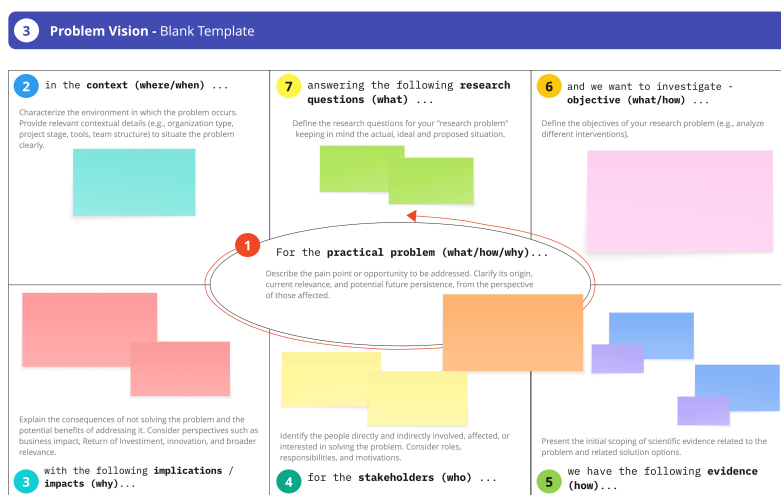 3 Problem Vision - Blank Template
2 in the context (where/when) ...
Characterize the environment in which the problem occurs.
Provide relevant contextual details (e.g., organization type,
project stage, tools, team structure) to situate the problem
clearly.
7 answering the following research
questions (what) ...
Define the research questions for your "research problem"
keeping in mind the actual, ideal and proposed situation.
6 and we want to investigate -
objective (what/how) ...
Define the objectives of your research problem (e.g., analyze
different interventions).
1 For the practical problem (what/how/why)...
Describe the pain point or opportunity to be addressed. Clarify its origin,
current relevance, and potential future persistence, from the perspective
of those affected.
Explain the consequences of not solving the problem and the
potential benefits of addressing it. Consider perspectives such as
business impact, Return of Investiment, innovation, and broader
relevance.
3 with the following implications /
impacts (why)...
Identify the people directly and indirectly involved, affected, or
interested in solving the problem. Consider roles,
responsibilities, and motivations.
4 for the stakeholders (who) ...
Present the initial scoping of scientific evidence related to the
problem and related solution options.
5 we have the following evidence
(how)...